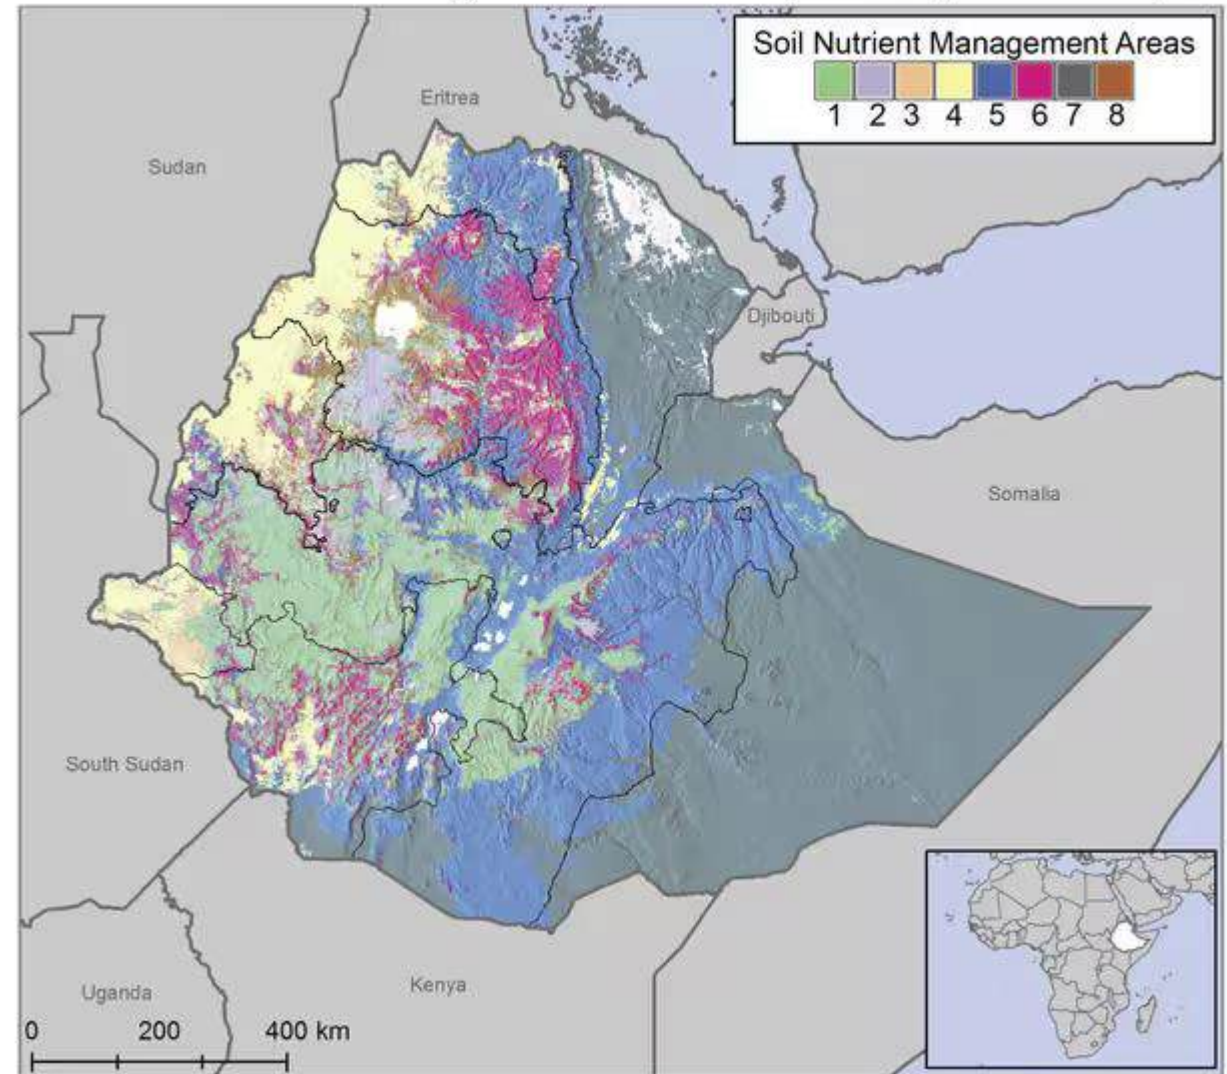 Soil Nutrient Management Areas
1 2 3 4 5 6 7 8
Eritrea
Sudan
Djibouti
Somalia
South Sudan
Kenya
Uganda
0 200 400 km